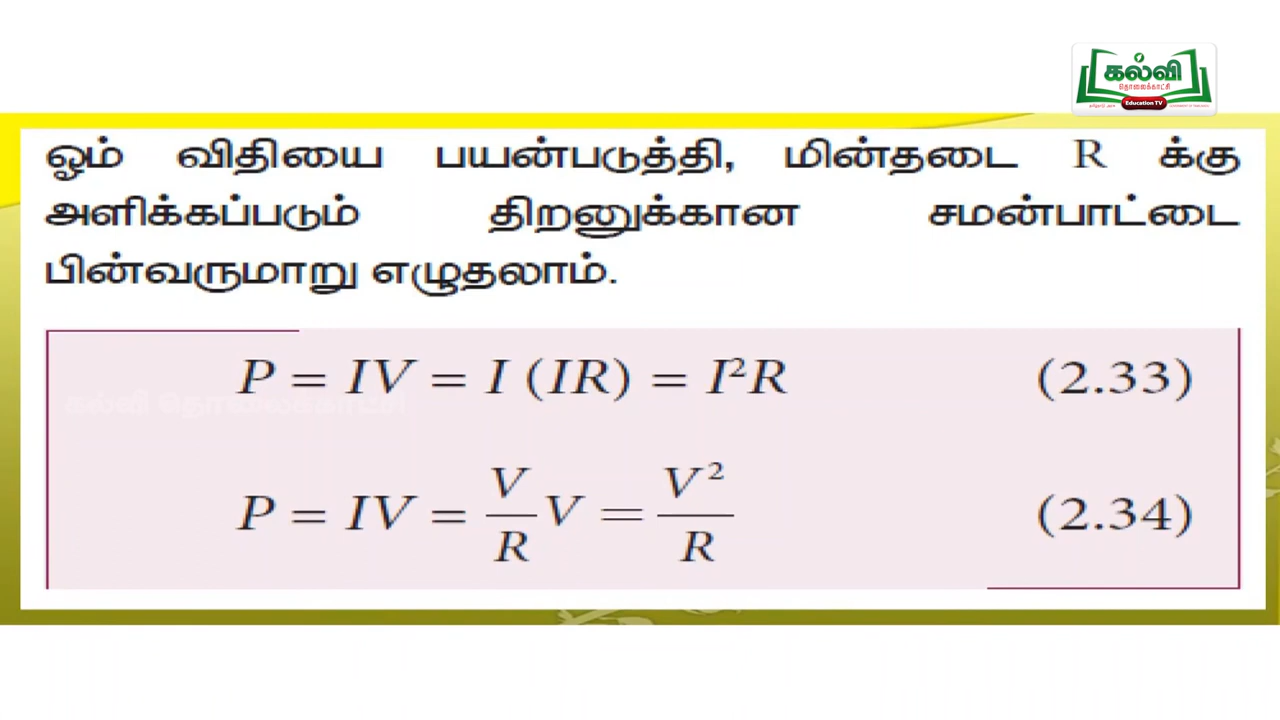 கல்வி
தொலைக்காட்சி
Education TV
ஓம் விதியை பயன்படுத்தி, மின்தடை R க்கு
அளிக்கப்படும் திறனுக்கான சமன்பாட்டை
பின்வருமாறு எழுதலாம்.
கல்வி தொலைக்காட்சி
P = IV = I (IR) = I²R (2.33)
P = IV = V/R V = V²/R (2.34)